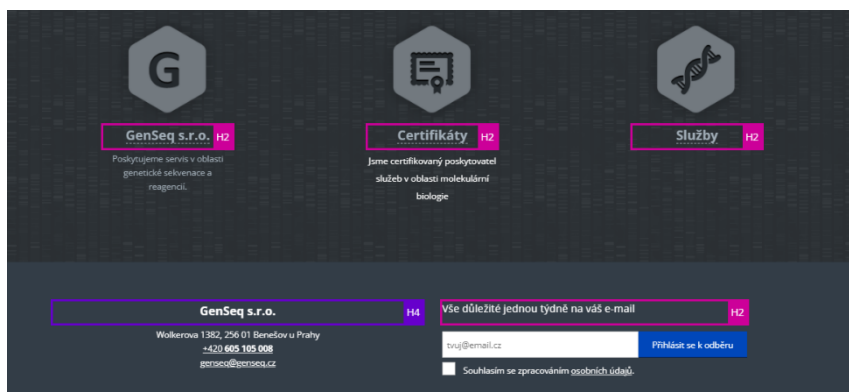 G
GenSeq s.r.o. H2
Poskytujeme servis v oblasti
genetické sekvenace a
reagencií.
Certifikáty H2
Jsme certifikovaný poskytovatel
služeb v oblasti molekulární
biologie
Služby H2
GenSeq s.r.o. H4
Wolkerova 1382, 256 01 Benešov u Prahy
+420 605 105 008
genseq@genseq.cz
Vše důležité jednou týdně na váš e-mail H2
tvuj@email.cz Přihlásit se k odběru
Souhlasím se zpracováním osobních údajů.